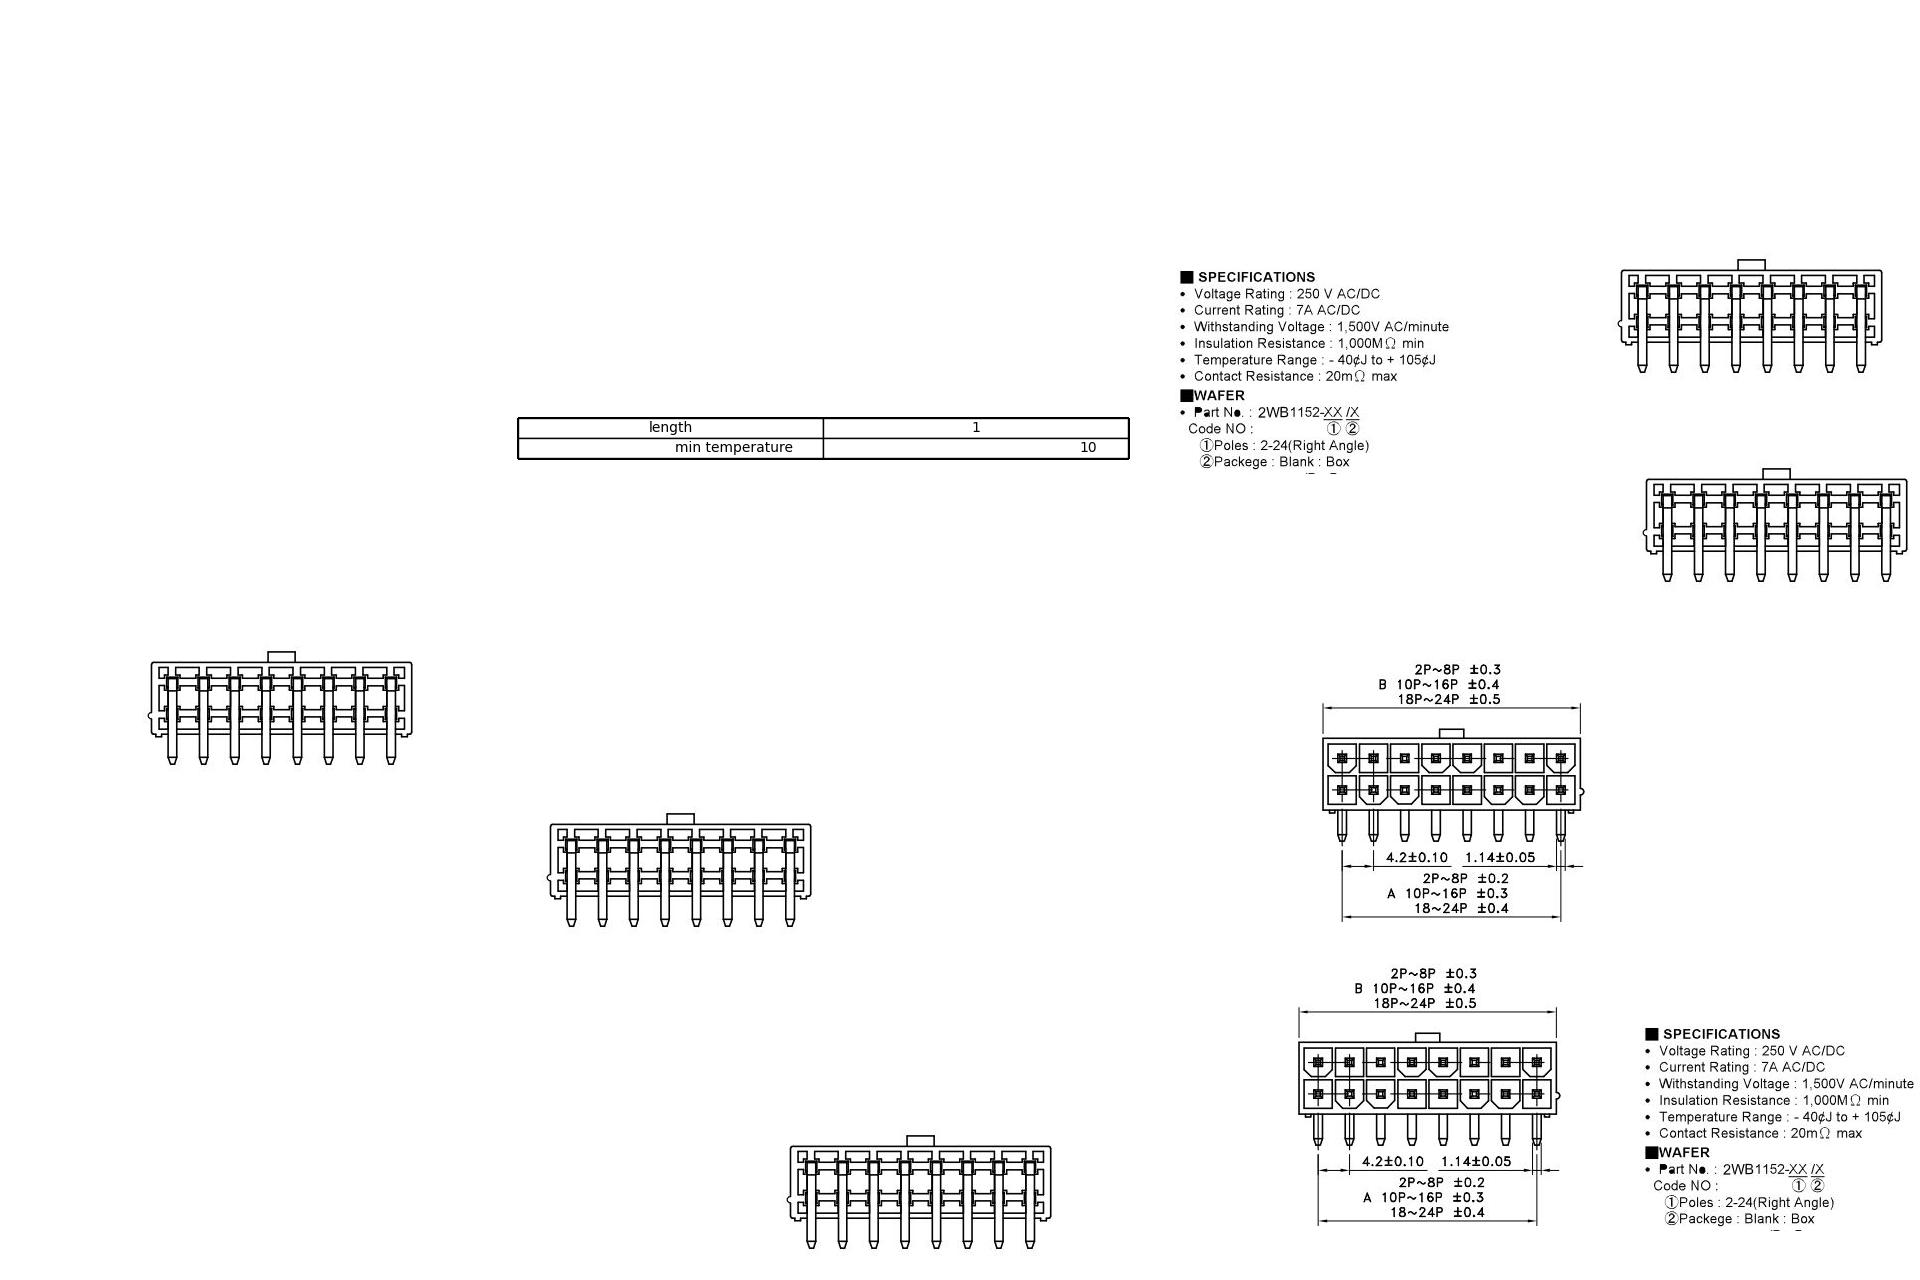 ■ SPECIFICATIONS
• Voltage Rating : 250 V AC/DC
• Current Rating : 7A AC/DC
• Withstanding Voltage : 1,500V AC/minute
• Insulation Resistance : 1,000MΩ min
• Temperature Range : - 40¢J to + 105¢J
• Contact Resistance : 20mΩ max
■WAFER
• Part No. : 2WB1152-XX /X
Code NO : ① ②
①Poles : 2-24(Right Angle)
②Packege : Blank : Box
length 1
min temperature 10
2P~8P ±0.3
B 10P~16P ±0.4
18P~24P ±0.5
4.2±0.10 1.14±0.05
2P~8P ±0.2
A 10P~16P ±0.3
18~24P ±0.4
2P~8P ±0.3
B 10P~16P ±0.4
18P~24P ±0.5
4.2±0.10 1.14±0.05
2P~8P ±0.2
A 10P~16P ±0.3
18~24P ±0.4
■ SPECIFICATIONS
• Voltage Rating : 250 V AC/DC
• Current Rating : 7A AC/DC
• Withstanding Voltage : 1,500V AC/minute
• Insulation Resistance : 1,000MΩ min
• Temperature Range : - 40¢J to + 105¢J
• Contact Resistance : 20mΩ max
■WAFER
• Part No. : 2WB1152-XX /X
Code NO : ① ②
①Poles : 2-24(Right Angle)
②Packege : Blank : Box